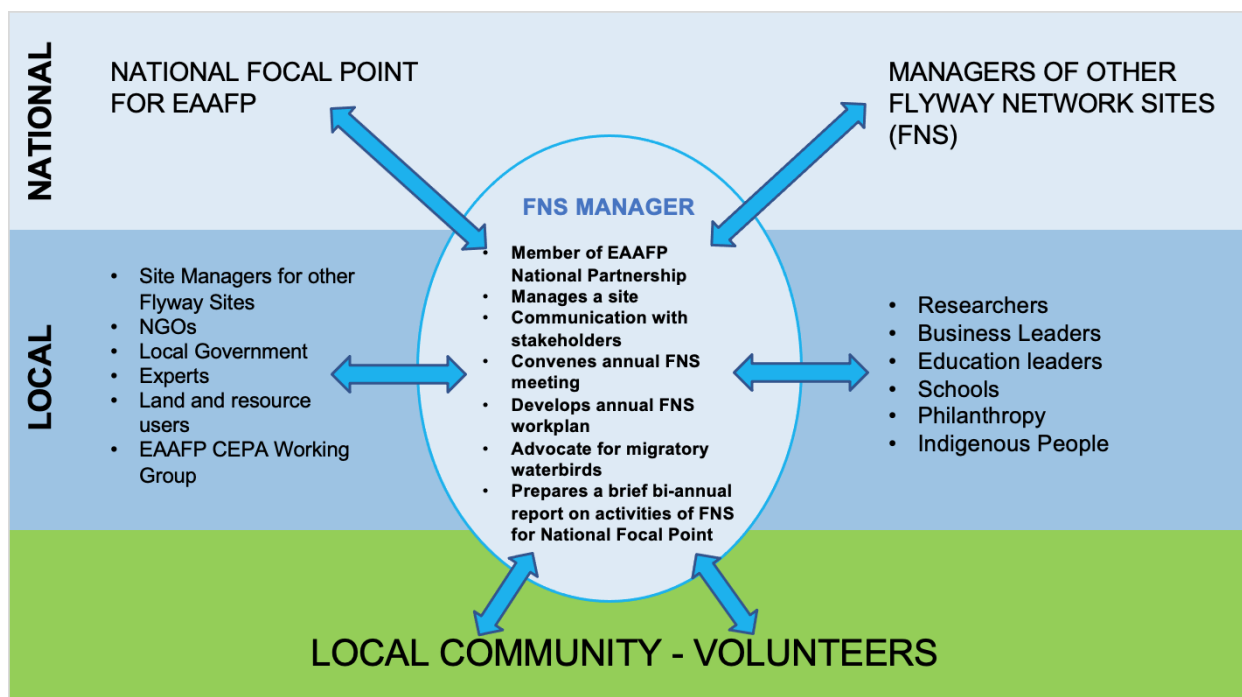 NATIONAL
NATIONAL FOCAL POINT
FOR EAAFP
MANAGERS OF OTHER
FLYWAY NETWORK SITES
(FNS)
FNS MANAGER
• Member of EAAFP
National Partnership
• Manages a site
• Communication with
stakeholders
• Convenes annual FNS
meeting
• Develops annual FNS
workplan
• Advocate for migratory
waterbirds
• Prepares a brief bi-annual
report on activities of FNS
for National Focal Point
LOCAL
• Site Managers for other
Flyway Sites
• NGOs
• Local Government
• Experts
• Land and resource
users
• EAAFP CEPA Working
Group
• Researchers
• Business Leaders
• Education leaders
• Schools
• Philanthropy
• Indigenous People
LOCAL COMMUNITY - VOLUNTEERS